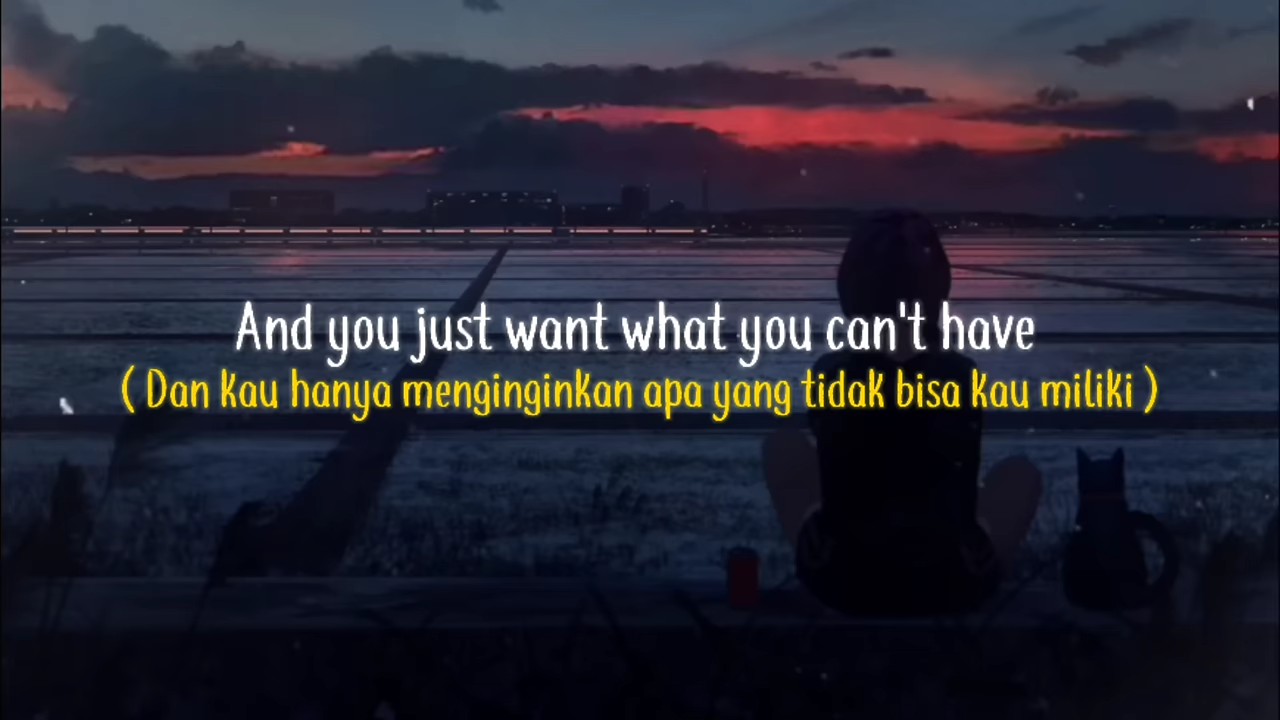 And you just want what you can't have
( Dan kau hanya menginginkan apa yang tidak bisa kau miliki )